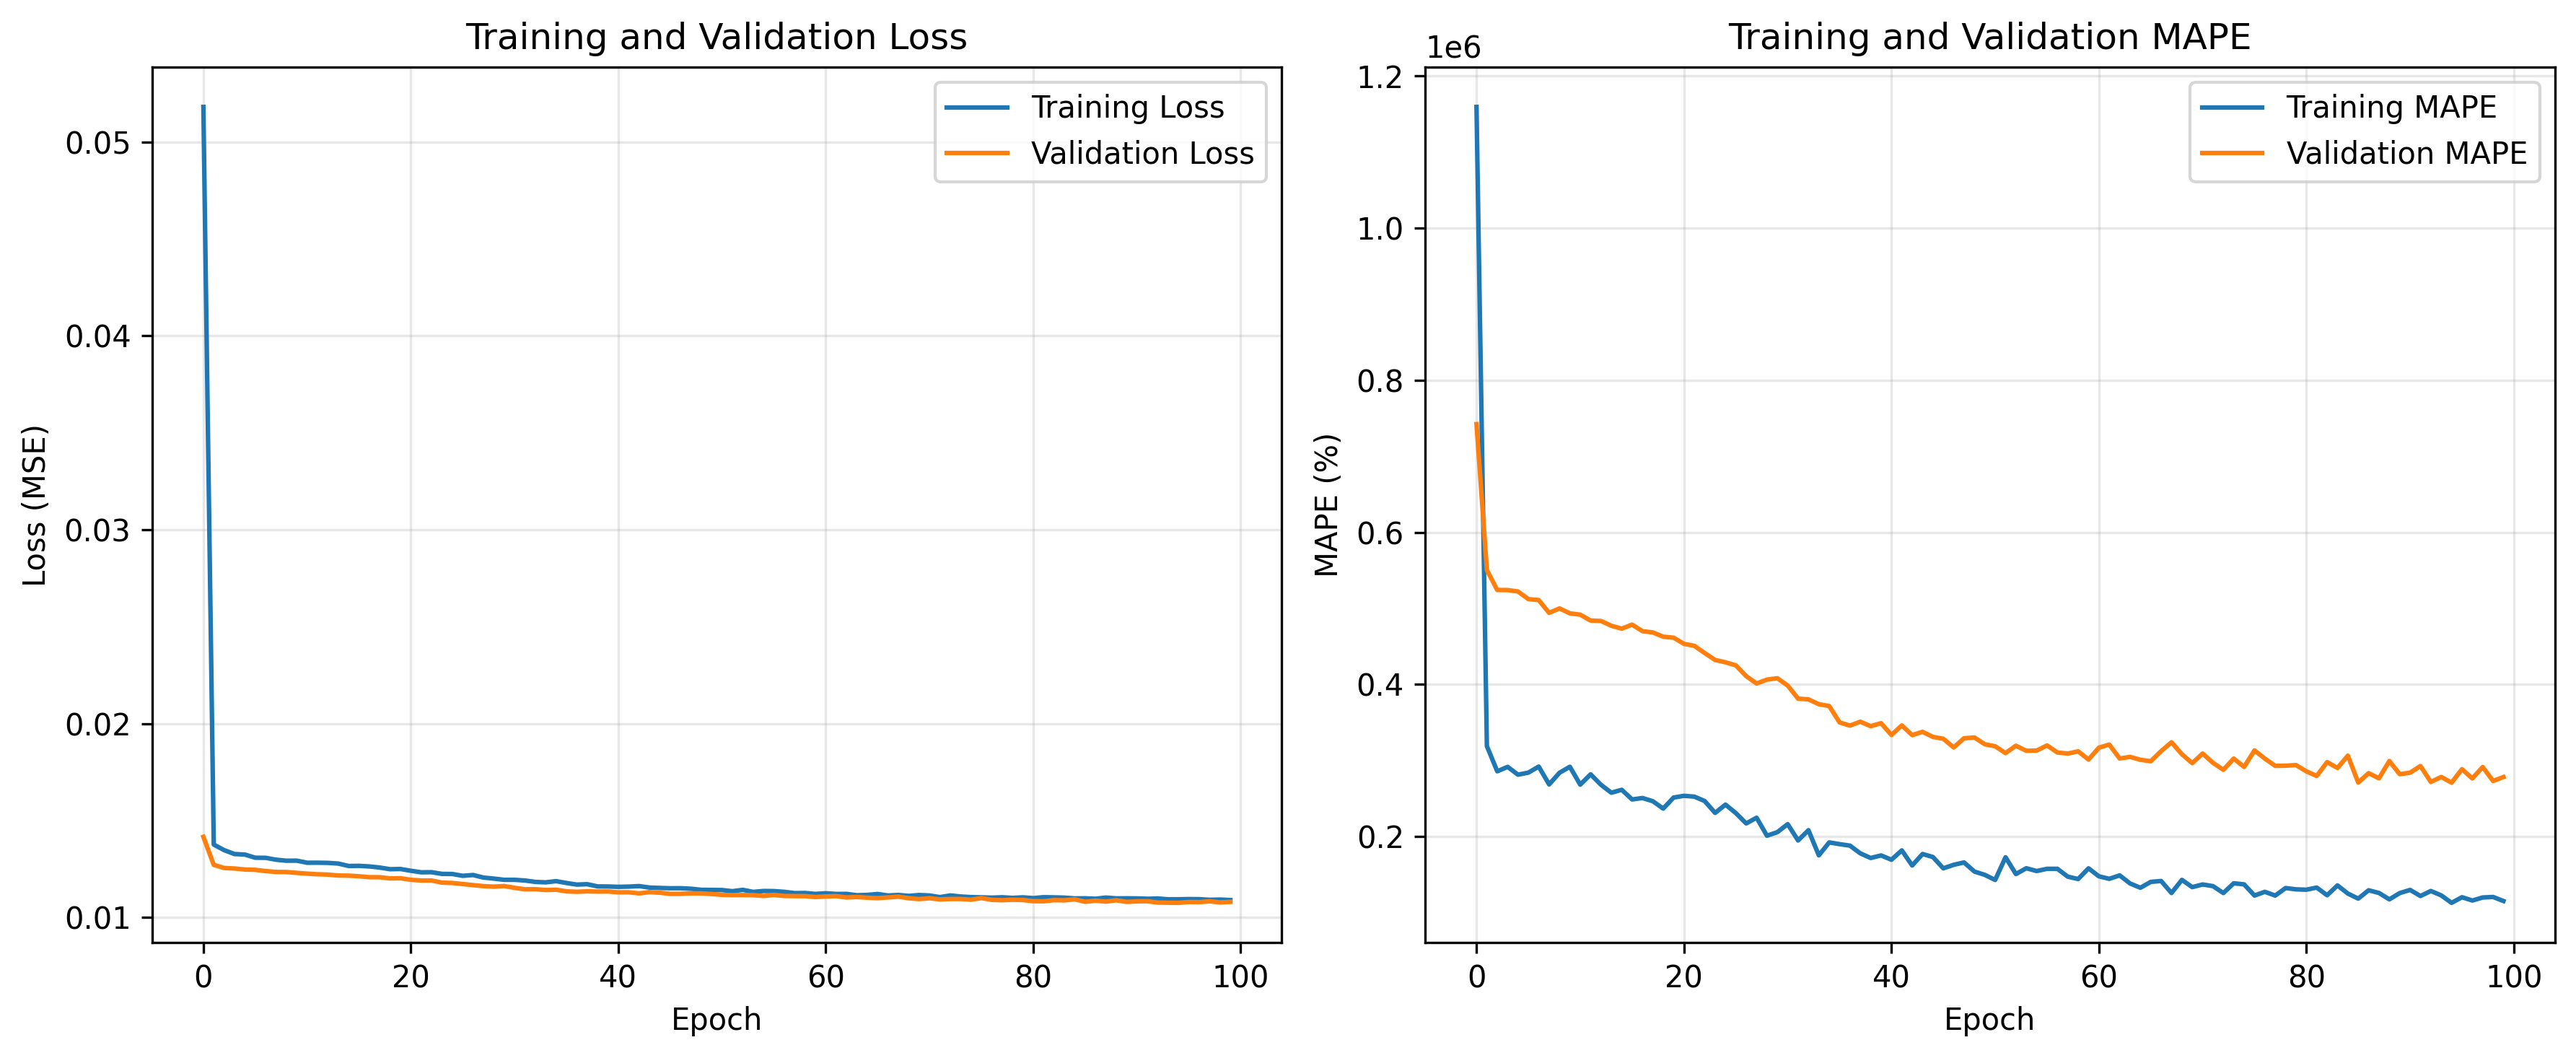 Training and Validation Loss
Training Loss
Validation Loss
0.05
0.04
0.03
0.02
0.01
Loss (MSE)
0 20 40 60 80 100
Epoch
Training and Validation MAPE
1e6
Training MAPE
Validation MAPE
1.2
1.0
0.8
0.6
0.4
0.2
MAPE (%)
0 20 40 60 80 100
Epoch